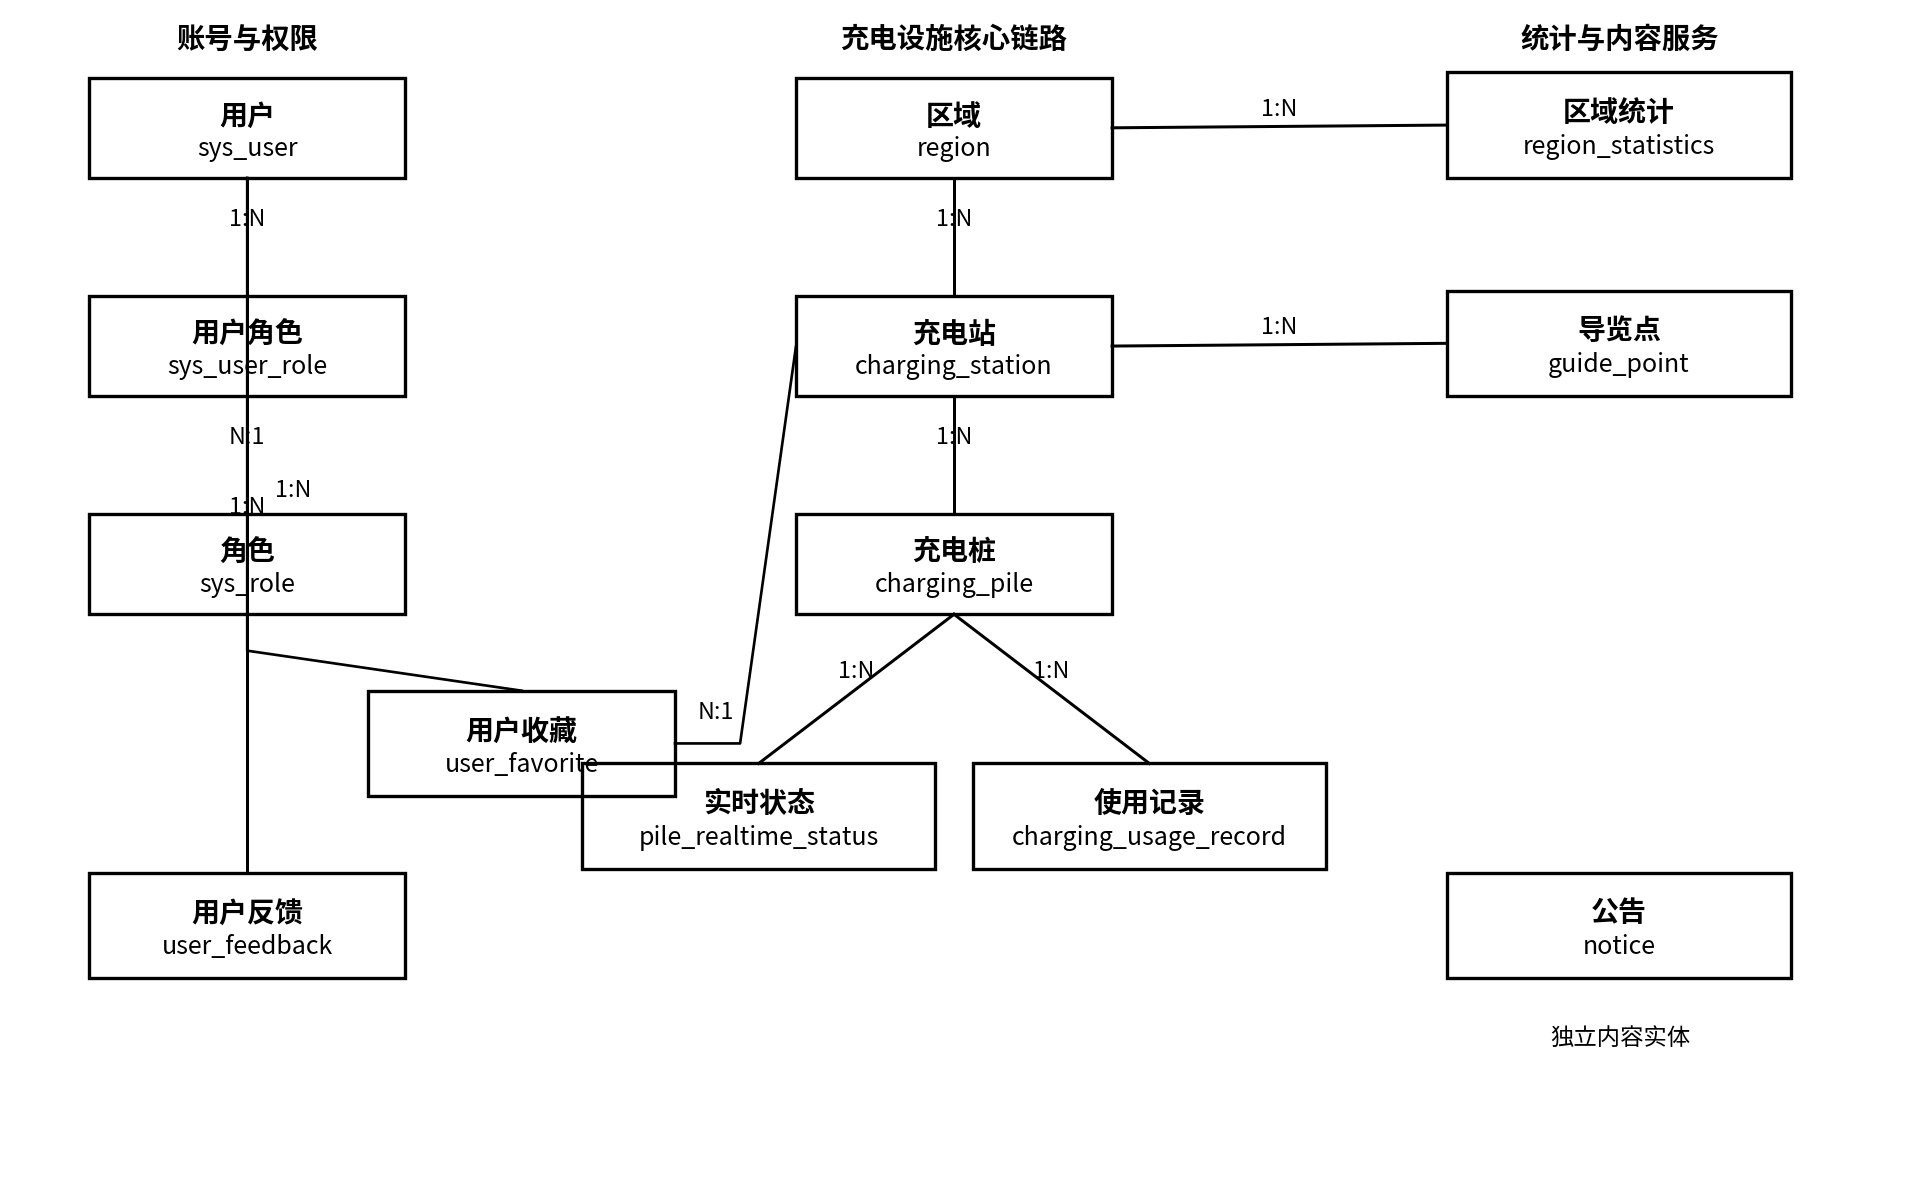 账号与权限
充电设施核心链路
统计与内容服务
用户
sys_user
区域
region
1:N
区域统计
region_statistics
1:N
1:N
用户角色
sys_user_role
充电站
charging_station
1:N
导览点
guide_point
N:1
1:N
1:N
1:N
角色
sys_role
充电桩
charging_pile
1:N
1:N
用户收藏
user_favorite
N:1
实时状态
pile_realtime_status
使用记录
charging_usage_record
用户反馈
user_feedback
公告
notice
独立内容实体